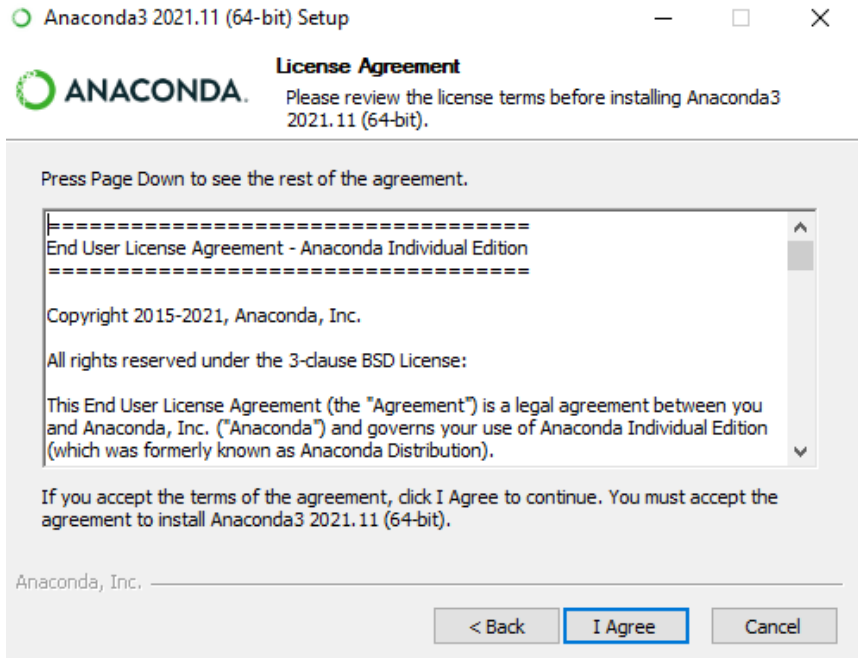 Anaconda3 2021.11 (64-bit) Setup
ANACONDA.
License Agreement
Please review the license terms before installing Anaconda3
2021.11 (64-bit).
Press Page Down to see the rest of the agreement.
===================================
End User License Agreement - Anaconda Individual Edition
===================================
Copyright 2015-2021, Anaconda, Inc.
All rights reserved under the 3-clause BSD License:
This End User License Agreement (the "Agreement") is a legal agreement between you
and Anaconda, Inc. ("Anaconda") and governs your use of Anaconda Individual Edition
(which was formerly known as Anaconda Distribution).
If you accept the terms of the agreement, click I Agree to continue. You must accept the
agreement to install Anaconda3 2021.11 (64-bit).
Anaconda, Inc.
< Back
I Agree
Cancel